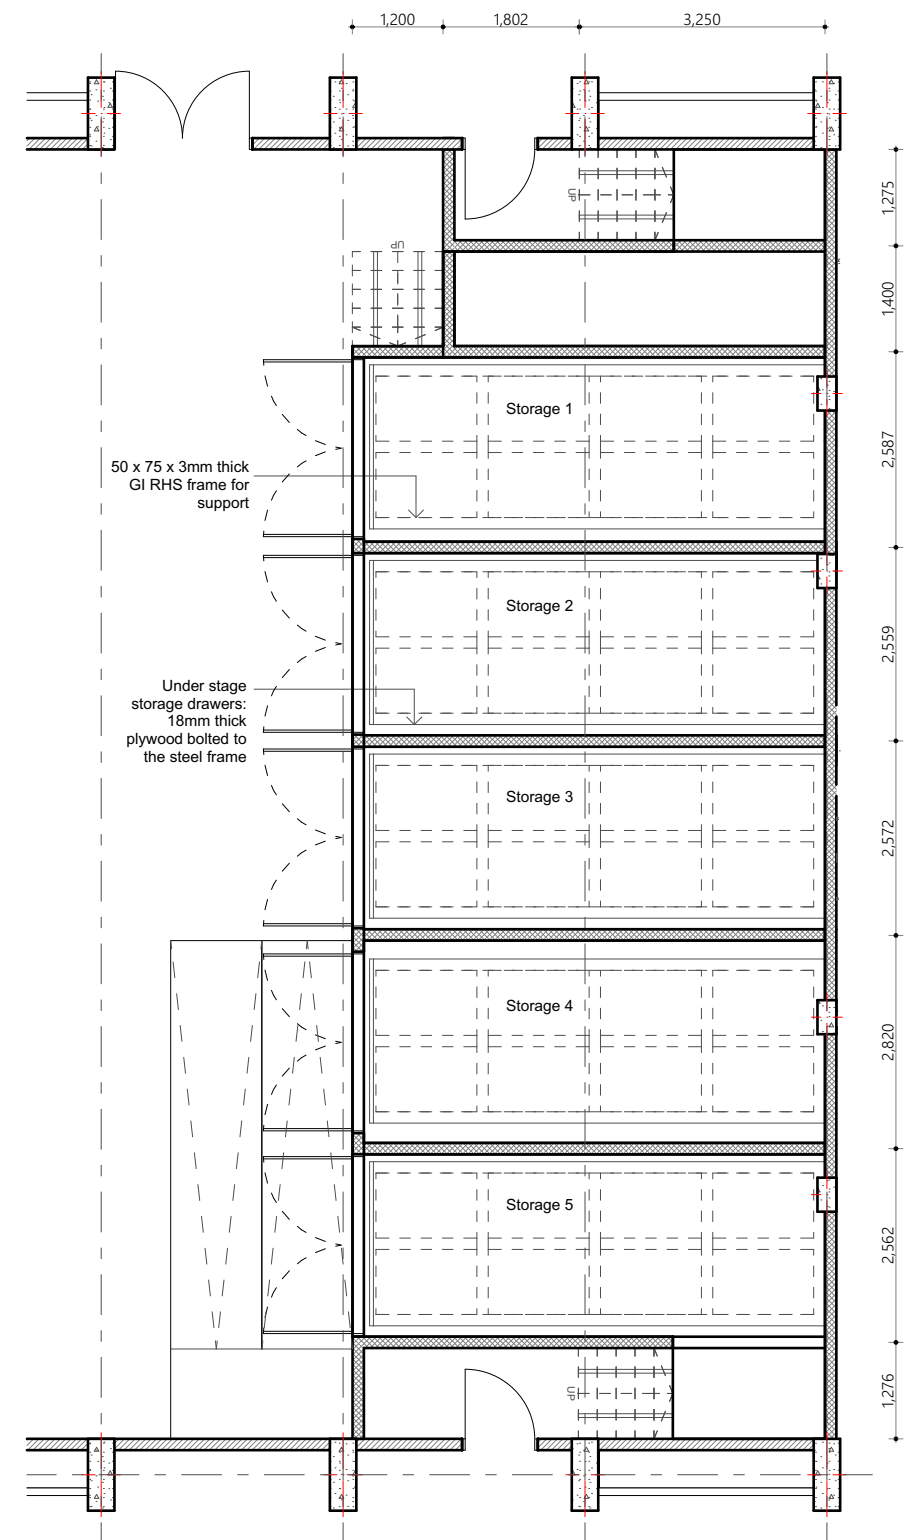 1,200
1,802
3,250
1,275
UP
UP
1,400
Storage 1
2,587
50 x 75 x 3mm thick
GI RHS frame for
support
Storage 2
2,559
Under stage
storage drawers:
18mm thick
plywood bolted to
the steel frame
Storage 3
2,572
Storage 4
2,820
Storage 5
2,562
UP
1,276